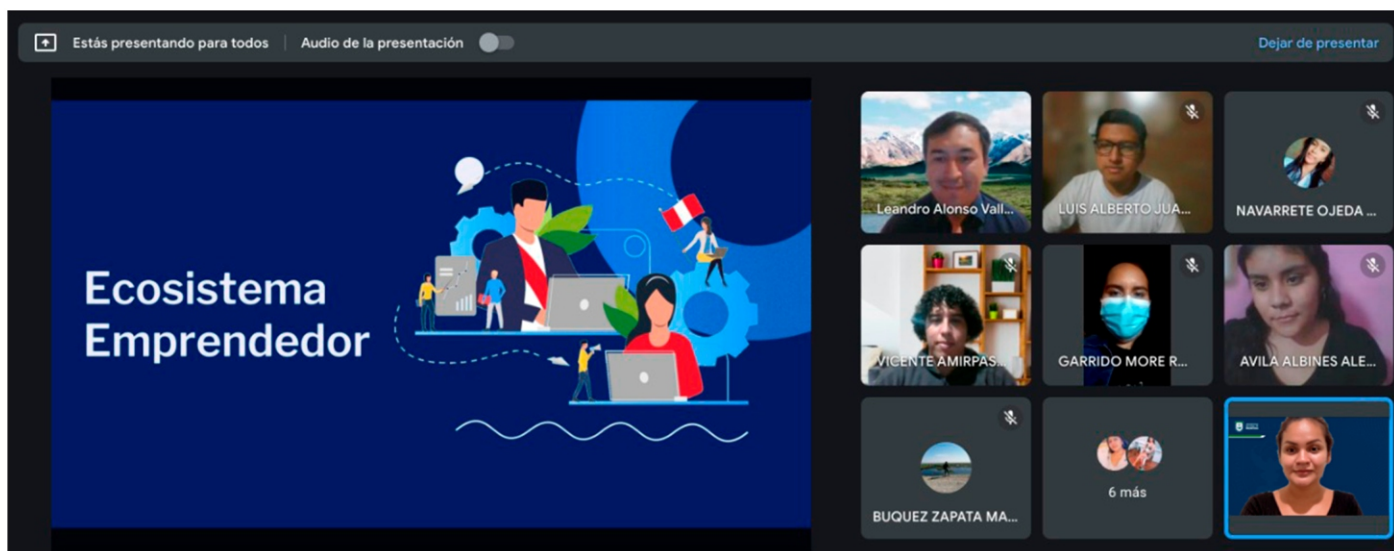 Estás presentando para todos
Audio de la presentación
Dejar de presentar
Ecosistema
Emprendedor
Leandro Alonso Vall...
LUIS ALBERTO JUA...
NAVARRETE OJEDA ...
VICENTE AMIRPAS...
GARRIDO MORE R...
AVILA ALBINES ALE...
BUQUEZ ZAPATA MA...
6 más